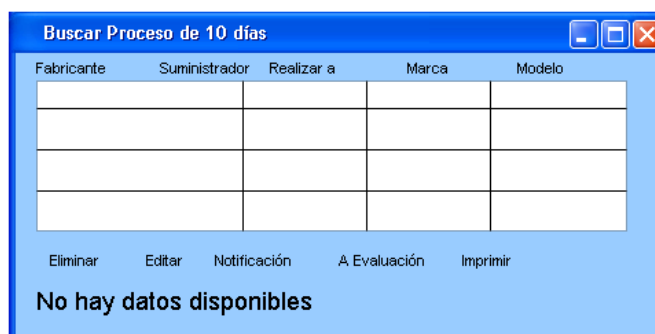 Buscar Proceso de 10 días
Fabricante Suministrador Realizar a Marca Modelo
Eliminar Editar Notificación A Evaluación Imprimir
No hay datos disponibles